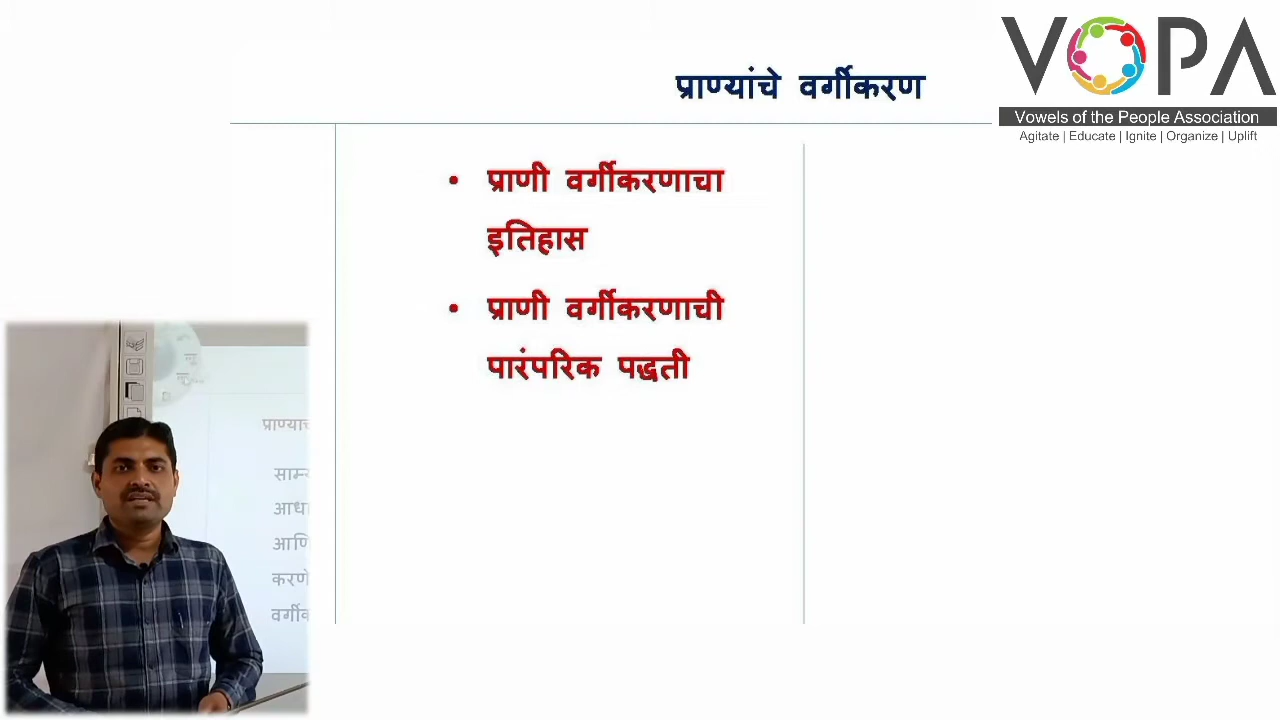 प्राण्यांचे वर्गीकरण
VOPA
Vowels of the People Association
Agitate | Educate | Ignite | Organize | Uplift
• प्राणी वर्गीकरणाचा
इतिहास
• प्राणी वर्गीकरणाची
पारंपरिक पद्धती